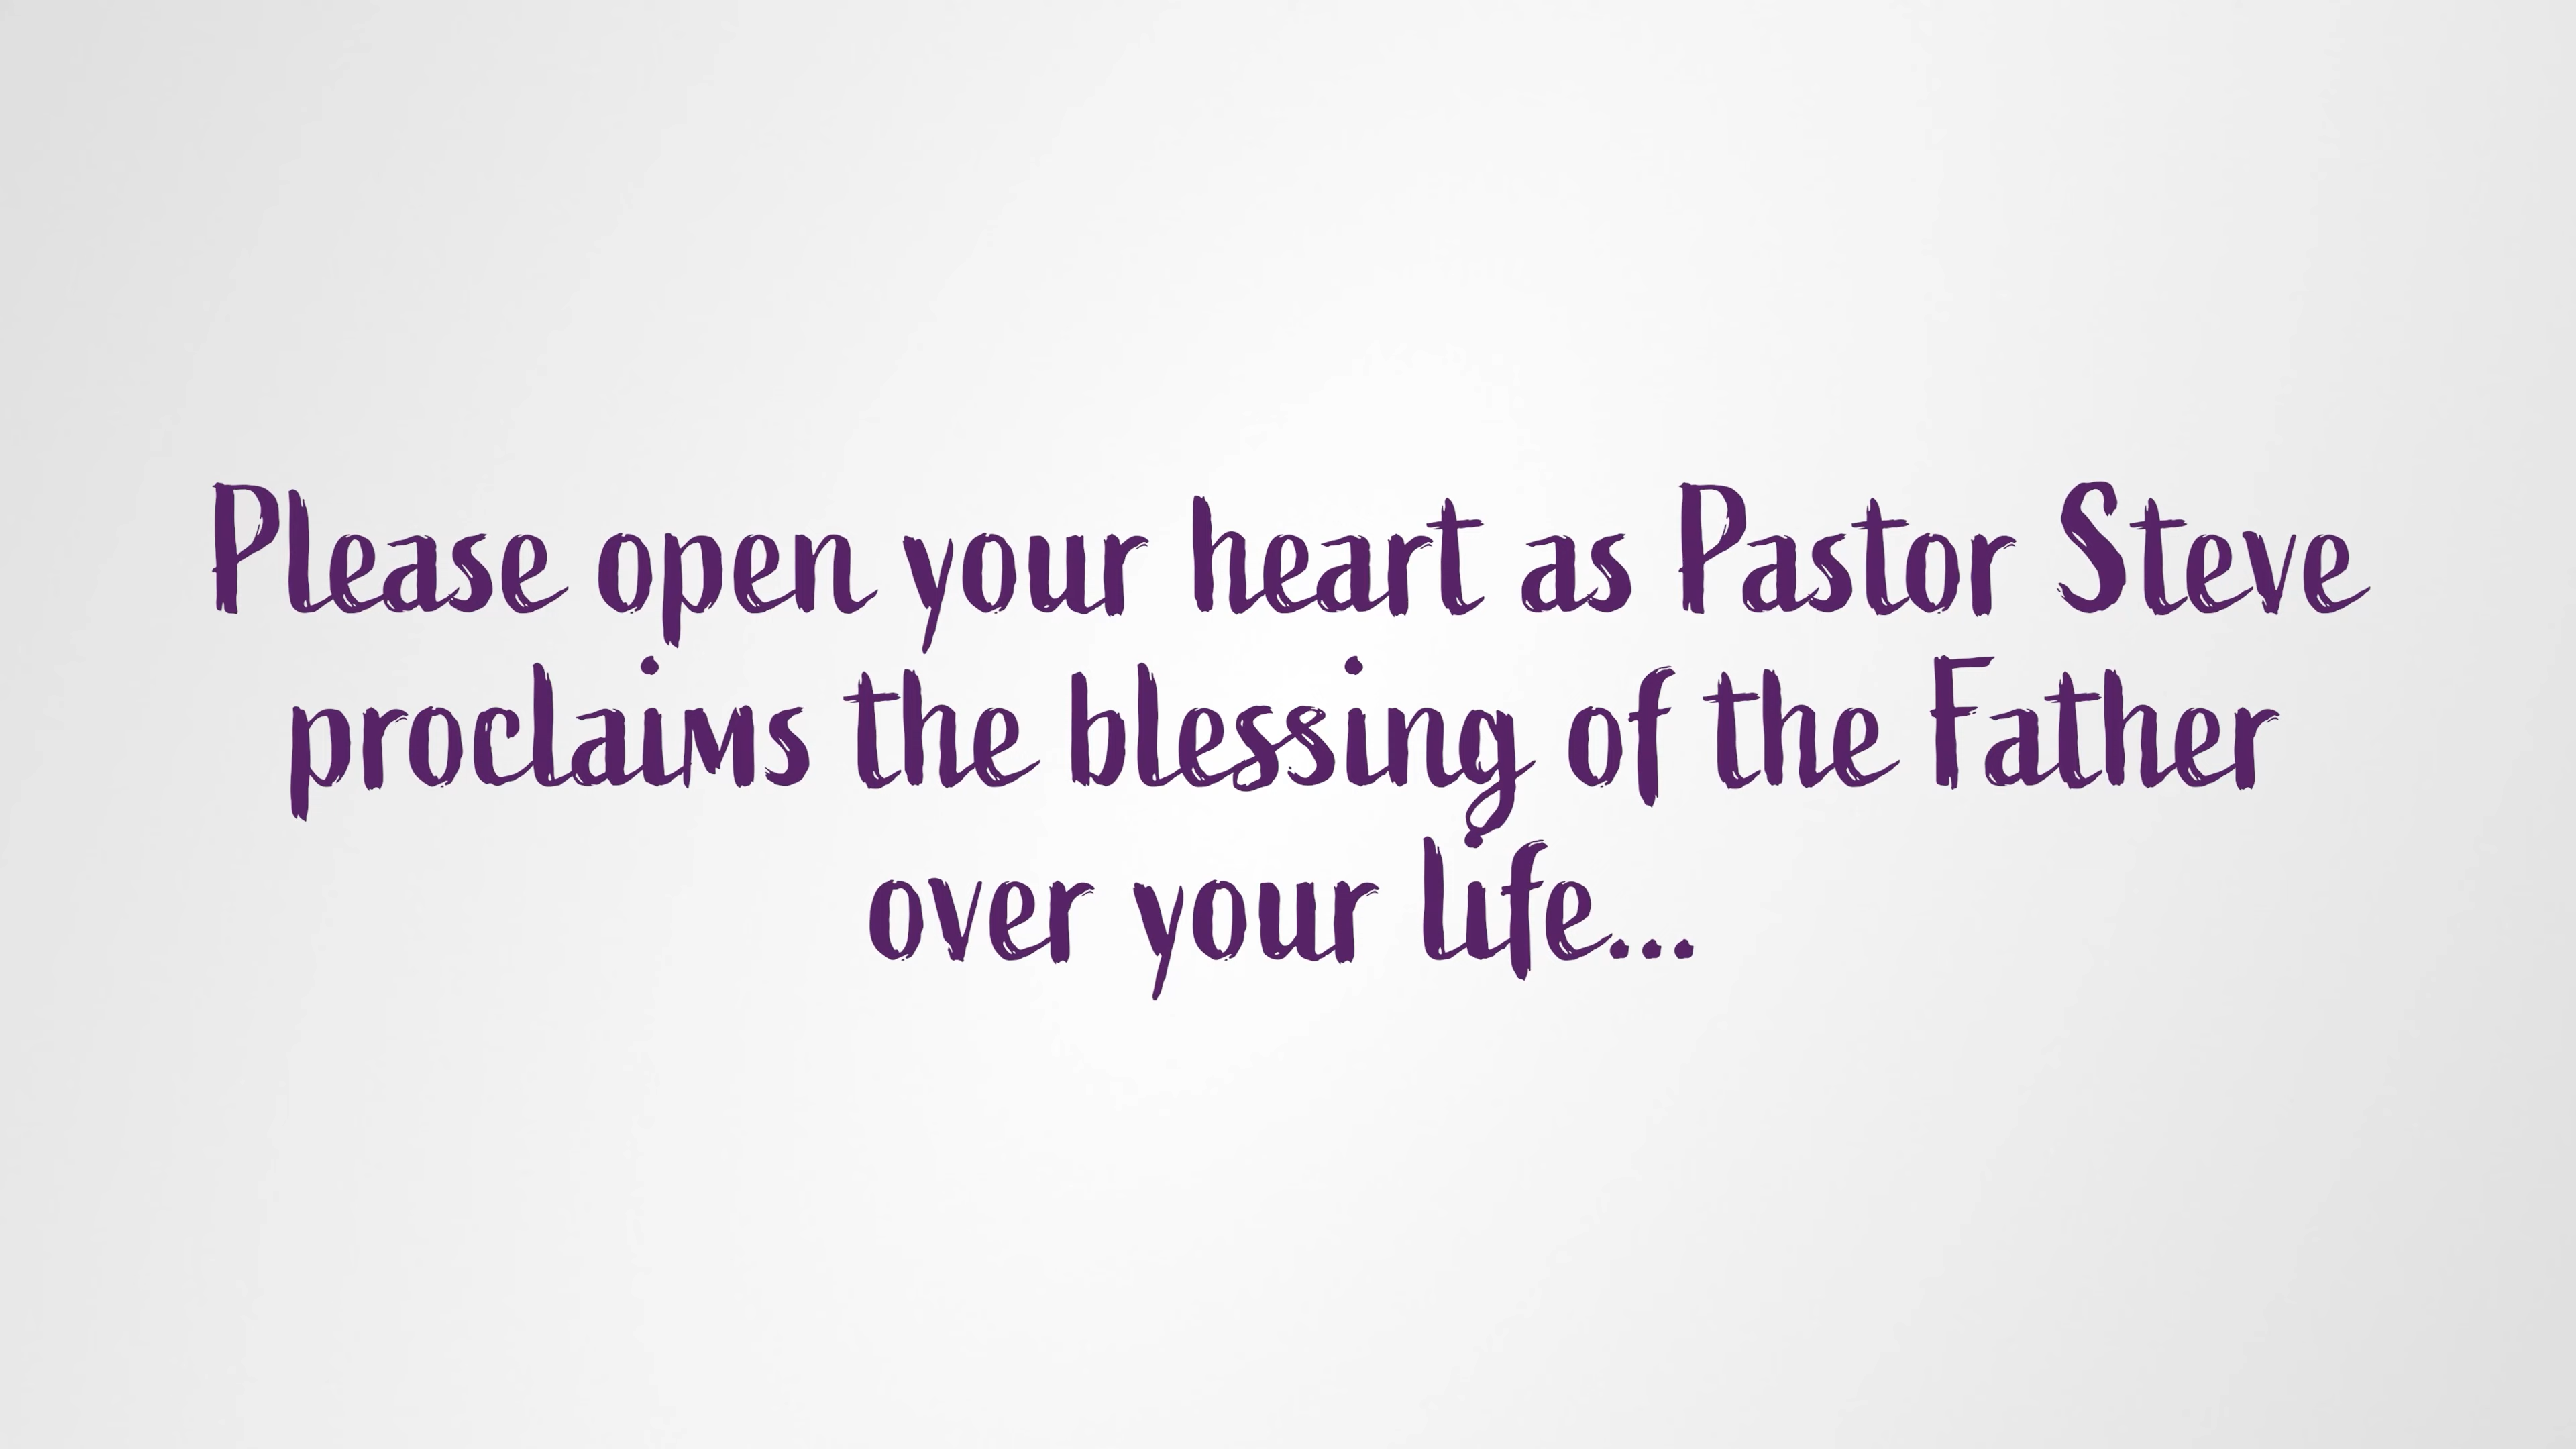 Please open your heart as Pastor Steve
proclaims the blessing of the Father
over your life...